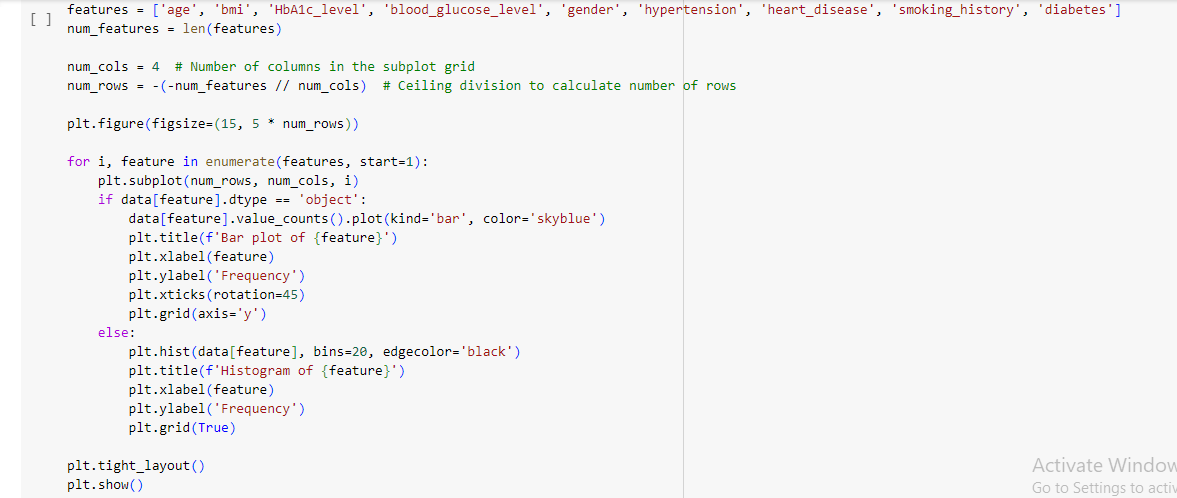 features = ['age', 'bmi', 'HbA1c_level', 'blood_glucose_level', 'gender', 'hypertension', 'heart_disease', 'smoking_history', 'diabetes']
[ ]
num_features = len(features)
num_cols = 4  # Number of columns in the subplot grid
num_rows = -(-num_features // num_cols)  # Ceiling division to calculate number of rows
plt.figure(figsize=(15, 5 * num_rows))
for i, feature in enumerate(features, start=1):
    plt.subplot(num_rows, num_cols, i)
    if data[feature].dtype == 'object':
        data[feature].value_counts().plot(kind='bar', color='skyblue')
        plt.title(f'Bar plot of {feature}')
        plt.xlabel(feature)
        plt.ylabel('Frequency')
        plt.xticks(rotation=45)
        plt.grid(axis='y')
    else:
        plt.hist(data[feature], bins=20, edgecolor='black')
        plt.title(f'Histogram of {feature}')
        plt.xlabel(feature)
        plt.ylabel('Frequency')
        plt.grid(True)
plt.tight_layout()
plt.show()
Activate Window
Go to Settings to activ